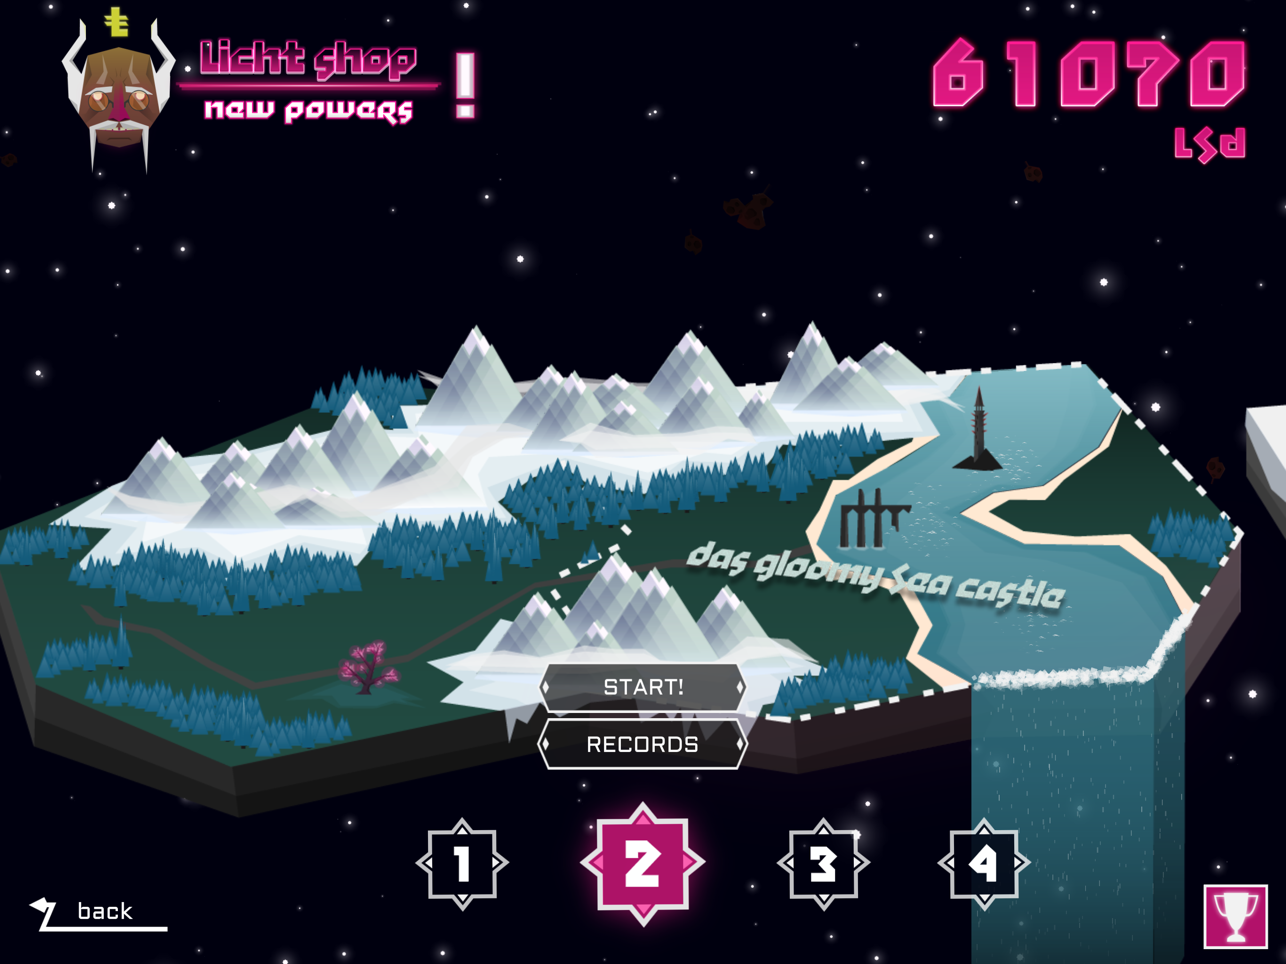 Licht shop
new powers
!
61070
LSd
das gloomy Sea castle
START!
RECORDS
1
2
3
4
back